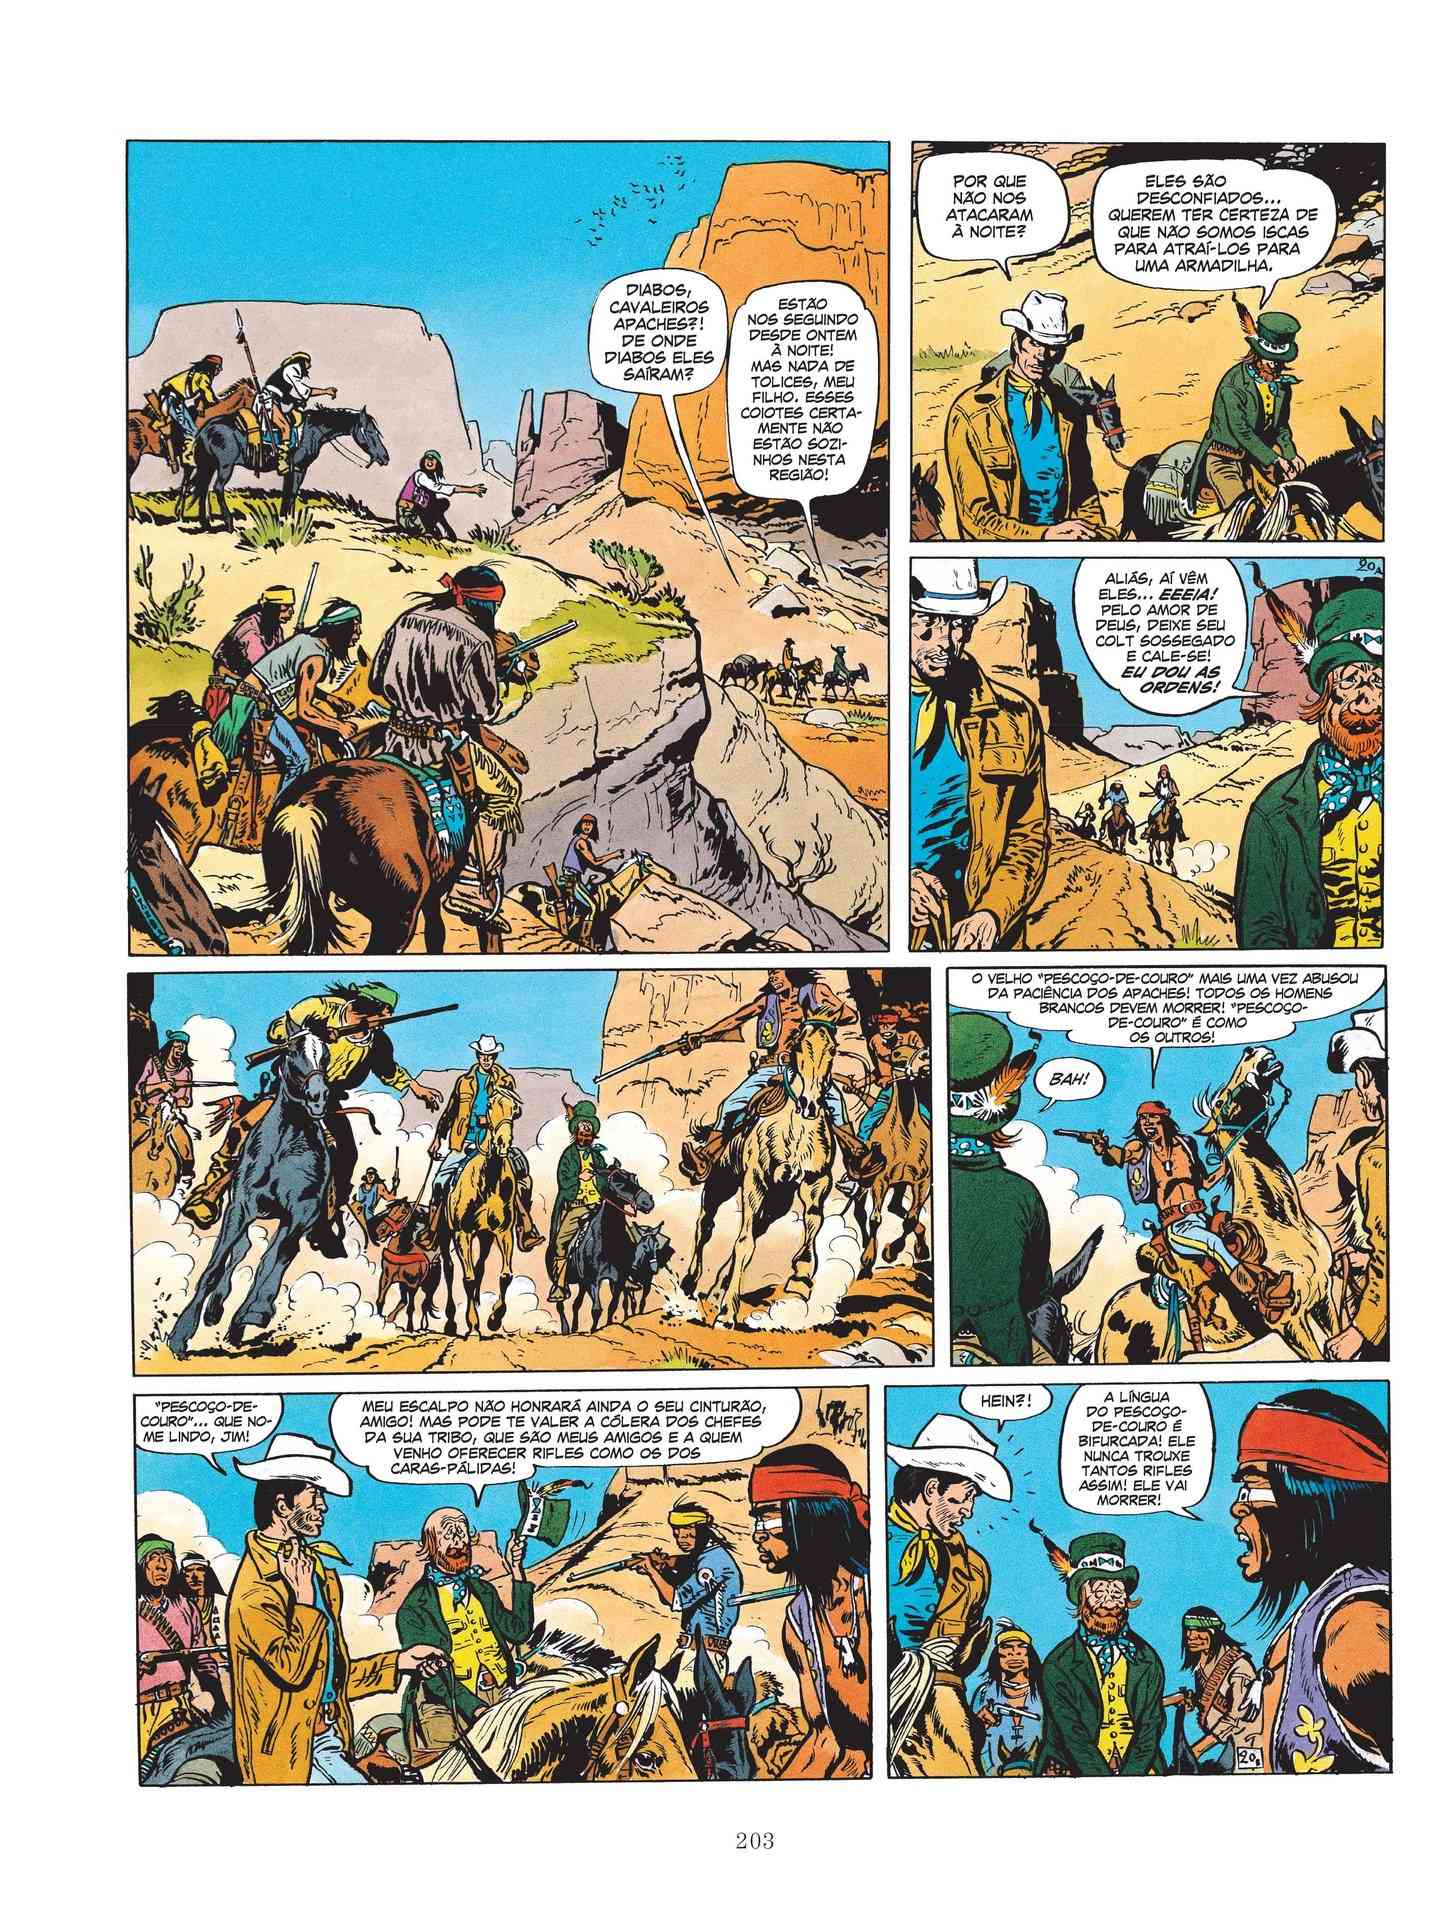 DIABOS,
CAVALEIROS
APACHES?!
DE ONDE
DIABOS ELES
SAÍRAM?
ESTÃO
NOS SEGUINDO
DESDE ONTEM
À NOITE!
MAS NADA DE
TOLICES, MEU
FILHO. ESSES
COIOTES CERTA-
MENTE NÃO
ESTÃO SOZI-
NHOS NESTA
REGIÃO!
POR QUE
NÃO NOS
ATACARAM
À NOITE?
ELES SÃO
DESCONFIADOS...
QUEREM TER CERTEZA DE
QUE NÃO SOMOS ISCAS
PARA ATRAÍ-LOS PARA
UMA ARMADILHA.
20A
ALIÁS, AÍ VÊM
ELES... EEEIA!
PELO AMOR DE
DEUS, DEIXE SEU
COLT SOSSEGADO
E CALE-SE!
EU DOU AS
ORDENS!
O VELHO "PESCOÇO-DE-COURO" MAIS UMA VEZ ABUSOU
DA PACIÊNCIA DOS APACHES! TODOS OS HOMENS
BRANCOS DEVEM MORRER! "PESCOÇO-
DE-COURO" É COMO
OS OUTROS!
BAH!
"PESCOÇO-DE-
COURO"... QUE NO-
ME LINDO, JIM!
MEU ESCALPO NÃO HONRARÁ AINDA O SEU CINTURÃO,
AMIGO! MAS PODE TE VALER A CÓLERA DOS CHEFES
DA SUA TRIBO, QUE SÃO MEUS AMIGOS E A QUEM
VENHO OFERECER RIFLES COMO OS DOS
CARAS-PÁLIDAS!
HEIN?!
A LÍNGUA
DO PESCOÇO-
DE-COURO É
BIFURCADA! ELE
NUNCA TROUXE
TANTOS RIFLES
ASSIM! ELE VAI
MORRER!
20B
203